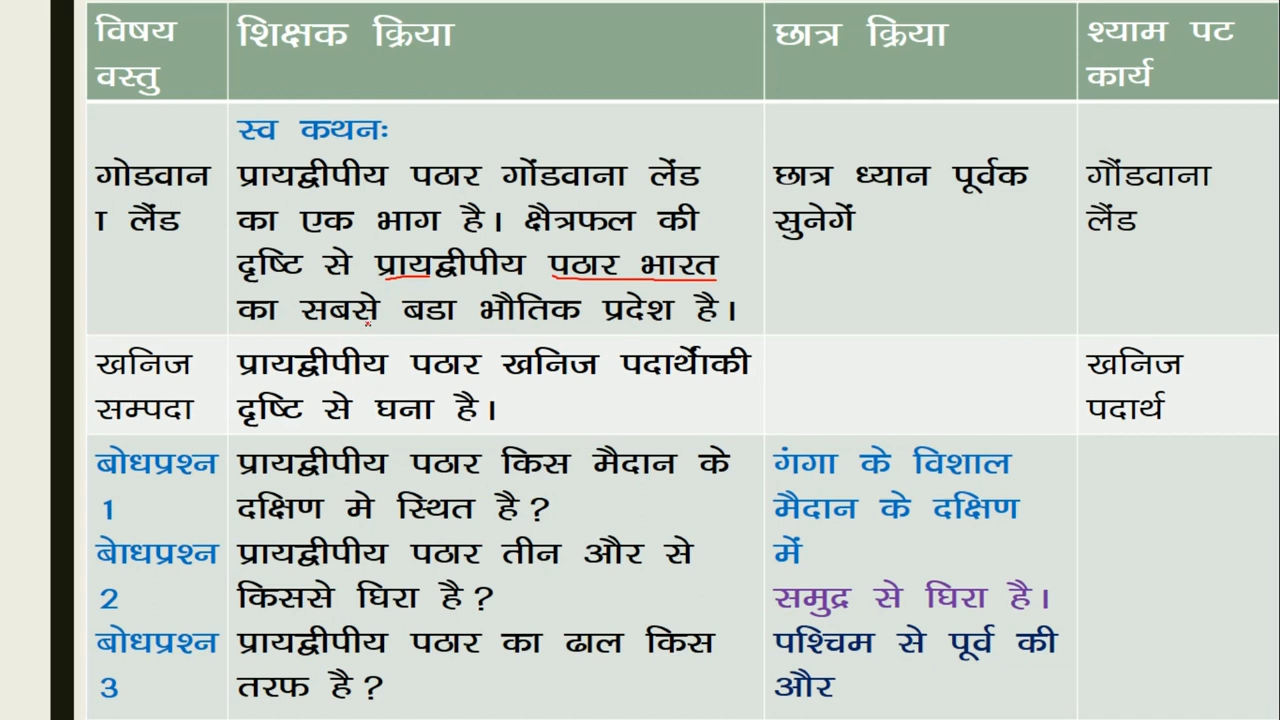 विषय वस्तु
शिक्षक क्रिया
छात्र क्रिया
श्याम पट कार्य
गोडवान
ा लैंड
स्व कथनः
प्रायद्वीपीय पठार गोंडवाना लेंड
का एक भाग है। क्षैत्रफल की
दृष्टि से प्रायद्वीपीय पठार भारत
का सबसे बडा भौतिक प्रदेश है।
छात्र ध्यान पूर्वक
सुनेगें
गौंडवाना
लैंड
खनिज
सम्पदा
प्रायद्वीपीय पठार खनिज पदार्थोकी
दृष्टि से घना है।
खनिज
पदार्थ
बोधप्रश्न
1
प्रायद्वीपीय पठार किस मैदान के
दक्षिण मे स्थित है?
गंगा के विशाल
मैदान के दक्षिण
में
बेाधप्रश्न
2
प्रायद्वीपीय पठार तीन और से
किससे घिरा है?
समुद्र से घिरा है।
बोधप्रश्न
3
प्रायद्वीपीय पठार का ढाल किस
तरफ है?
पश्चिम से पूर्व की
और